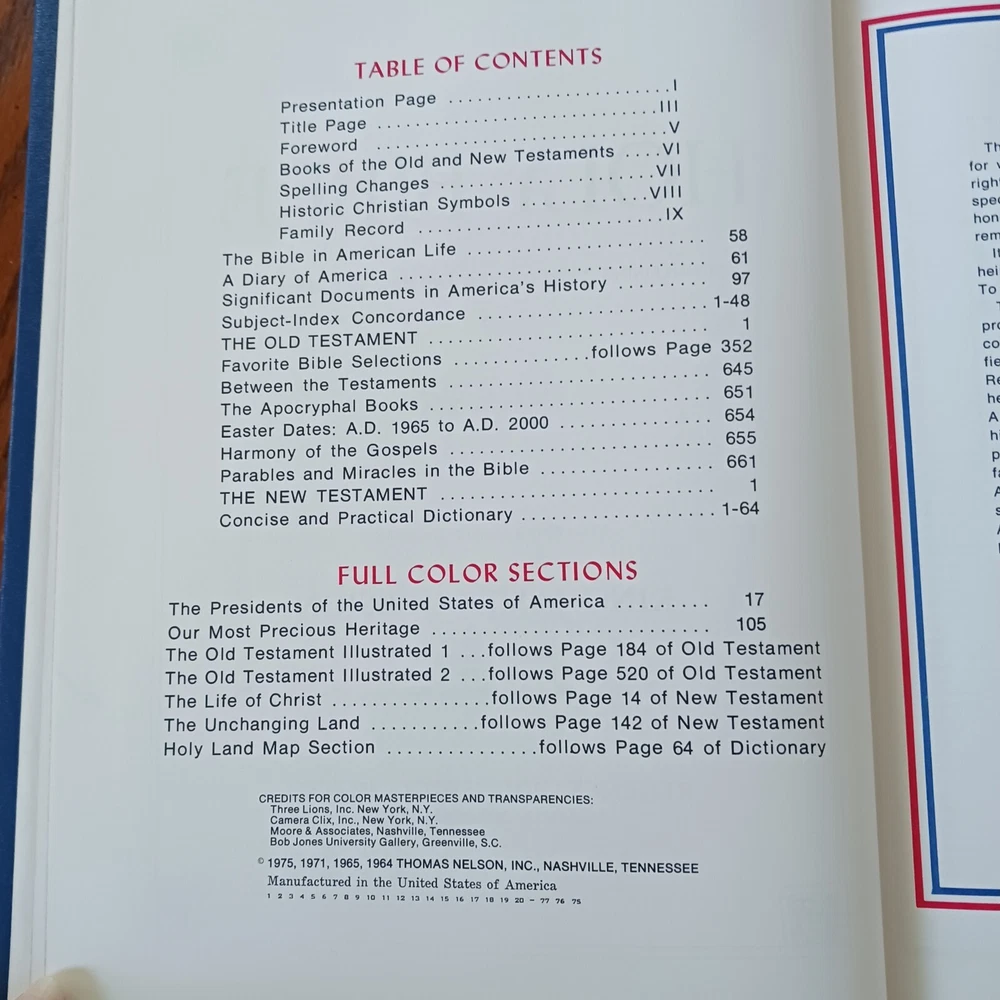 TABLE OF CONTENTS
Presentation Page ....................... I
Title Page ............................. III
Foreword .............................. V
Books of the Old and New Testaments ....VI
Spelling Changes ...................... VII
Historic Christian Symbols .............VIII
Family Record ......................... IX
The Bible in American Life ........................ 58
A Diary of America ............................... 61
Significant Documents in America's History ......... 97
Subject-Index Concordance .......................1-48
THE OLD TESTAMENT ............................ 1
Favorite Bible Selections ..............follows Page 352
Between the Testaments .......................... 645
The Apocryphal Books ............................ 651
Easter Dates: A.D. 1965 to A.D. 2000 ............... 654
Harmony of the Gospels .......................... 655
Parables and Miracles in the Bible ................. 661
THE NEW TESTAMENT ........................... 1
Concise and Practical Dictionary ...................1-64
FULL COLOR SECTIONS
The Presidents of the United States of America ......... 17
Our Most Precious Heritage ............................ 105
The Old Testament Illustrated 1 ...follows Page 184 of Old Testament
The Old Testament Illustrated 2 ...follows Page 520 of Old Testament
The Life of Christ ................follows Page 14 of New Testament
The Unchanging Land ...........follows Page 142 of New Testament
Holy Land Map Section ...............follows Page 64 of Dictionary
CREDITS FOR COLOR MASTERPIECES AND TRANSPARENCIES:
Three Lions, Inc. New York, N.Y.
Camera Clix, Inc., New York, N.Y.
Moore & Associates, Nashville, Tennessee
Bob Jones University Gallery, Greenville, S.C.
© 1975, 1971, 1965, 1964 THOMAS NELSON, INC., NASHVILLE, TENNESSEE
Manufactured in the United States of America
1 2 3 4 5 6 7 8 9 10 11 12 13 14 15 16 17 18 19 20 – 77 76 75
for
To